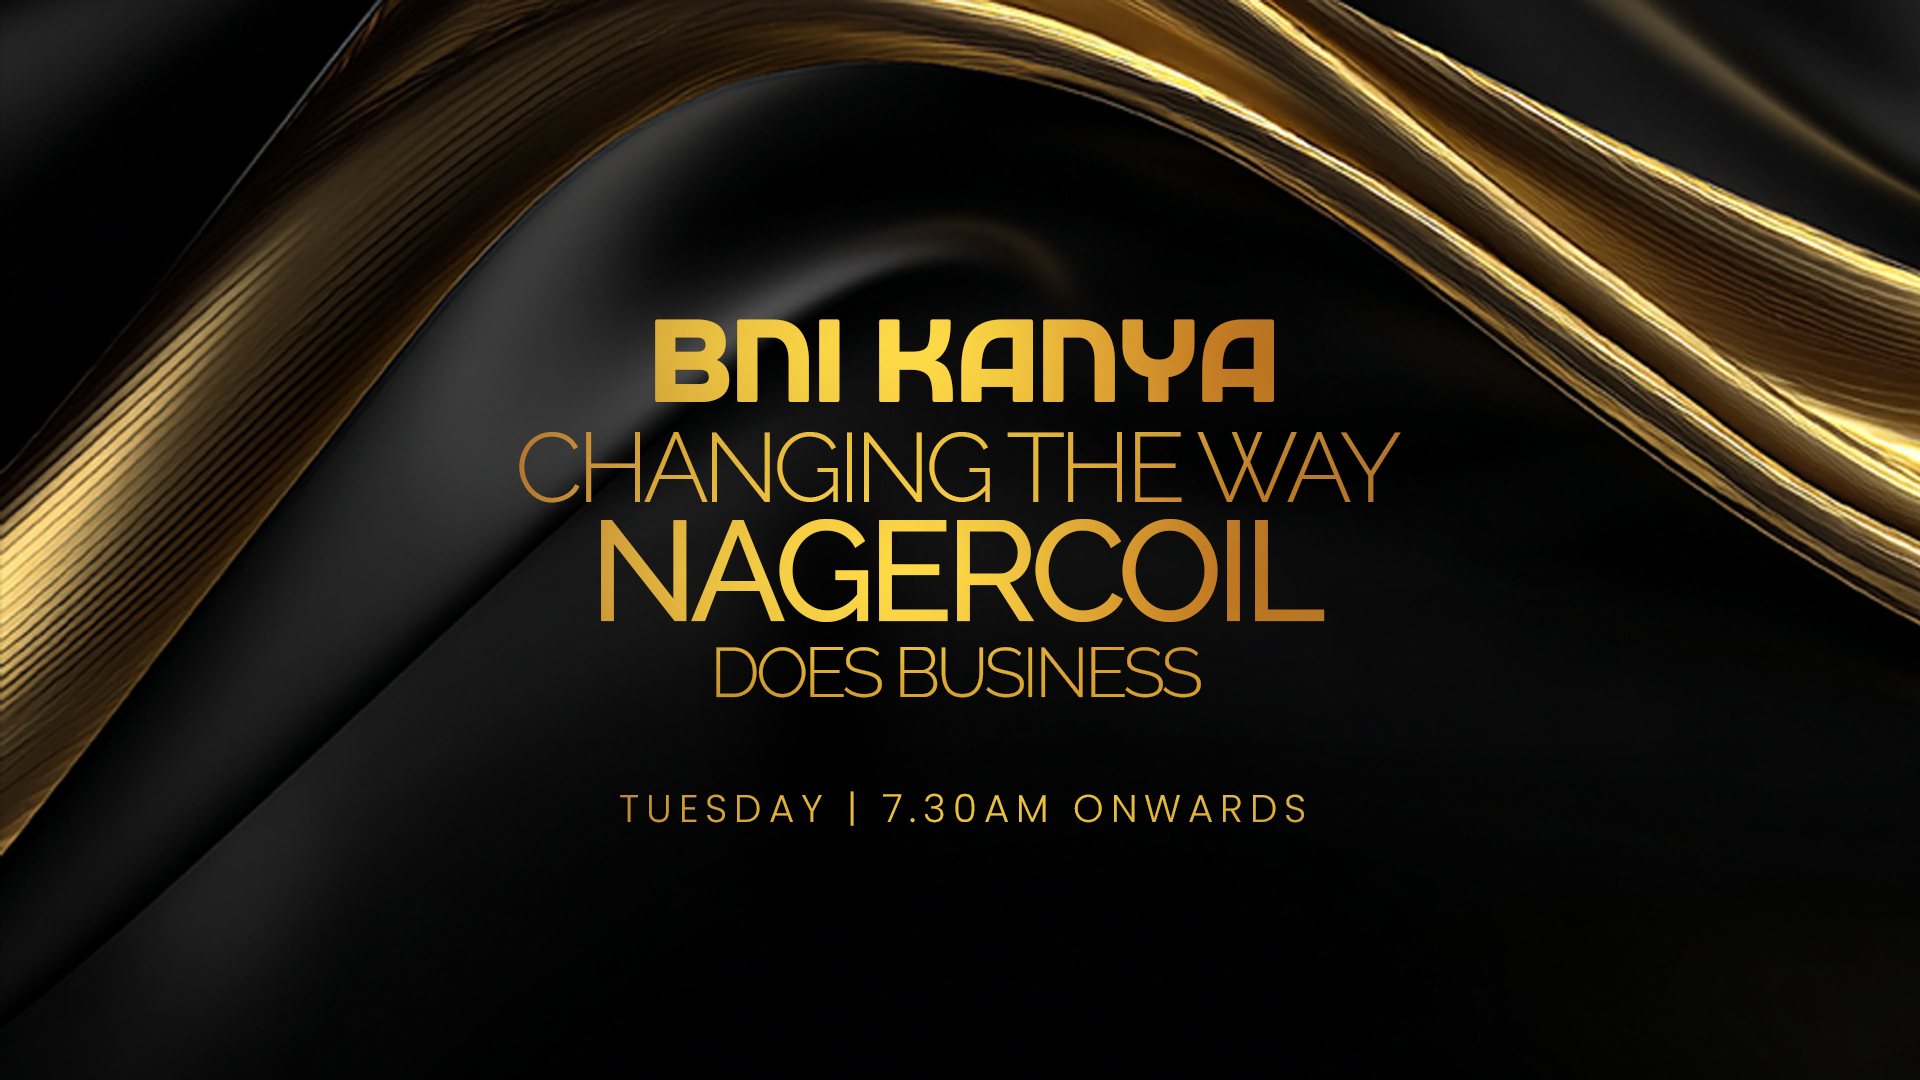 BNI KANYA
CHANGING THE WAY
NAGERCOIL
DOES BUSINESS
TUESDAY | 7.30AM ONWARDS